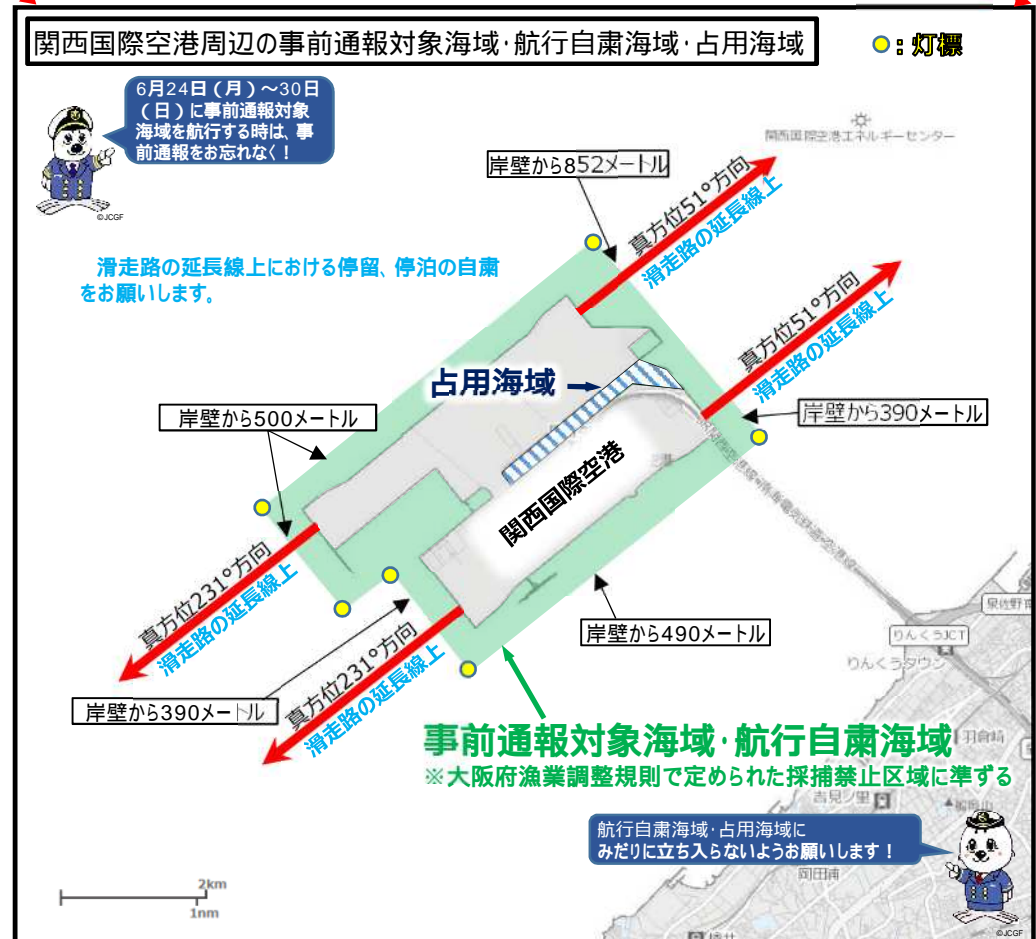 関西国際空港周辺の事前通報対象海域・航行自粛海域・占用海域
：灯標
6月24日（月）～30日
（日）に事前通報対象
海域を航行する時は、事
前通報をお忘れなく！
©JCGF
関西国際空港エネルギーセンター
岸壁から852メートル
真方位51°方向
滑走路の延長線上
滑走路の延長線上における停留、停泊の自粛
をお願いします。
真方位51°方向
滑走路の延長線上
占用海域
岸壁から500メートル
岸壁から390メートル
関西国際空港
真方位231°方向
滑走路の延長線上
岸壁から490メートル
泉佐野市
りんくうJCT
りんくうタウン
真方位231°方向
滑走路の延長線上
岸壁から390メートル
事前通報対象海域・航行自粛海域
羽倉崎
※大阪府漁業調整規則で定められた採捕禁止区域に準ずる
吉見ノ里
航行自粛海域・占用海域に
みだりに立ち入らないようお願いします！
岡田浦
2km
1nm
©JCGF